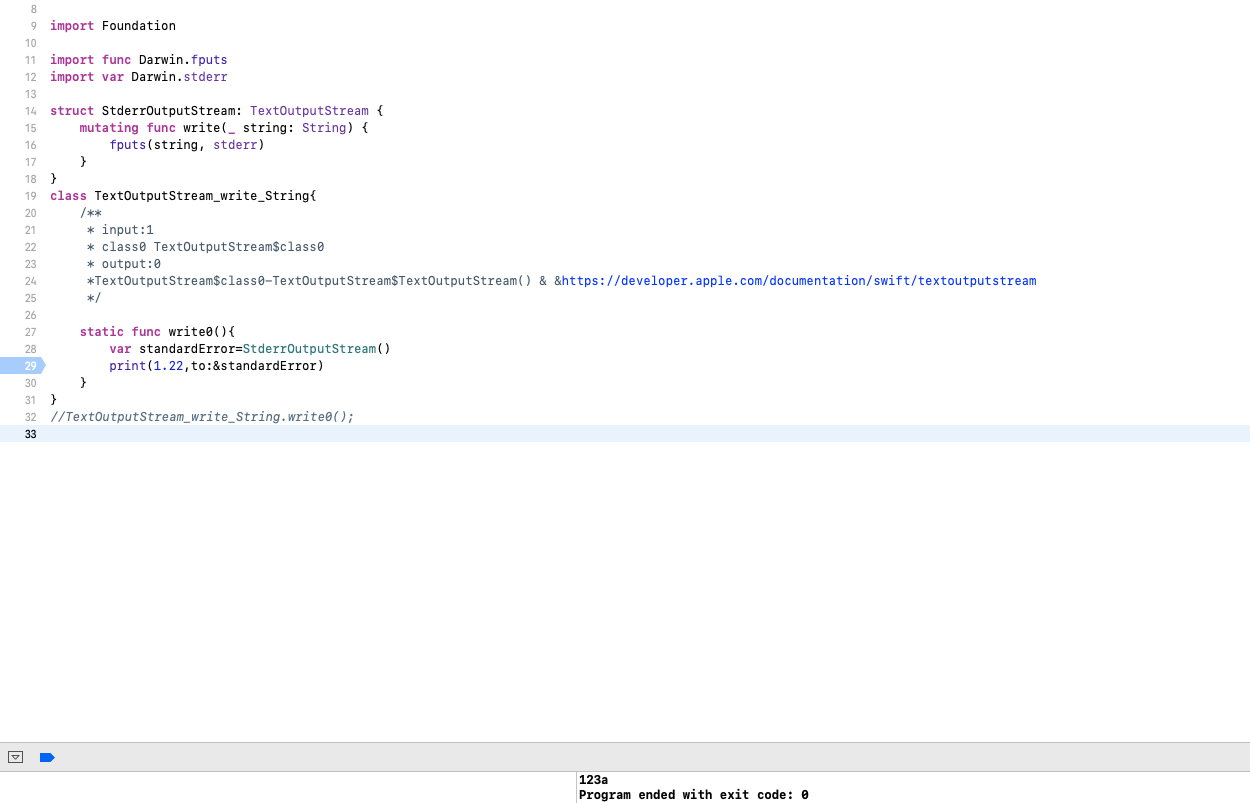 8
9 import Foundation
10
11 import func Darwin.fputs
12 import var Darwin.stderr
13
14 struct StderrOutputStream: TextOutputStream {
15     mutating func write(_ string: String) {
16         fputs(string, stderr)
17     }
18 }
19 class TextOutputStream_write_String{
20     /**
21      * input:1
22      * class0 TextOutputStream$class0
23      * output:0
24      *TextOutputStream$class0-TextOutputStream$TextOutputStream() & &https://developer.apple.com/documentation/swift/textoutputstream
25      */
26
27     static func write0(){
28         var standardError=StderrOutputStream()
29         print(1.22,to:&standardError)
30     }
31 }
32 //TextOutputStream_write_String.write0();
33
123a
Program ended with exit code: 0